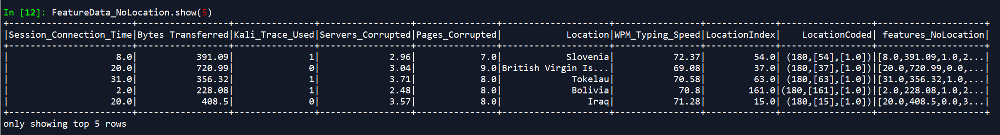 In [12]: FeatureData_NoLocation.show(5)
+-----------------------+-----------------+---------------+-----------------+---------------+--------------------+----------------+-------------+-----------------+--------------------+
|Session_Connection_Time|Bytes Transferred|Kali_Trace_Used|Servers_Corrupted|Pages_Corrupted|            Location|WPM_Typing_Speed|LocationIndex|    LocationCoded| features_NoLocation|
+-----------------------+-----------------+---------------+-----------------+---------------+--------------------+----------------+-------------+-----------------+--------------------+
|                    8.0|           391.09|              1|             2.96|            7.0|            Slovenia|           72.37|         54.0| (180,[54],[1.0])|[8.0,391.09,1.0,2...|
|                   20.0|           720.99|              0|             3.04|            9.0|British Virgin Is...|           69.08|         37.0| (180,[37],[1.0])|[20.0,720.99,0.0,...|
|                   31.0|           356.32|              1|             3.71|            8.0|             Tokelau|           70.58|         63.0| (180,[63],[1.0])|[31.0,356.32,1.0,...|
|                    2.0|           228.08|              1|             2.48|            8.0|             Bolivia|            70.8|        161.0|(180,[161],[1.0])|[2.0,228.08,1.0,2...|
|                   20.0|            408.5|              0|             3.57|            8.0|                Iraq|           71.28|         15.0| (180,[15],[1.0])|[20.0,408.5,0.0,3...|
+-----------------------+-----------------+---------------+-----------------+---------------+--------------------+----------------+-------------+-----------------+--------------------+
only showing top 5 rows